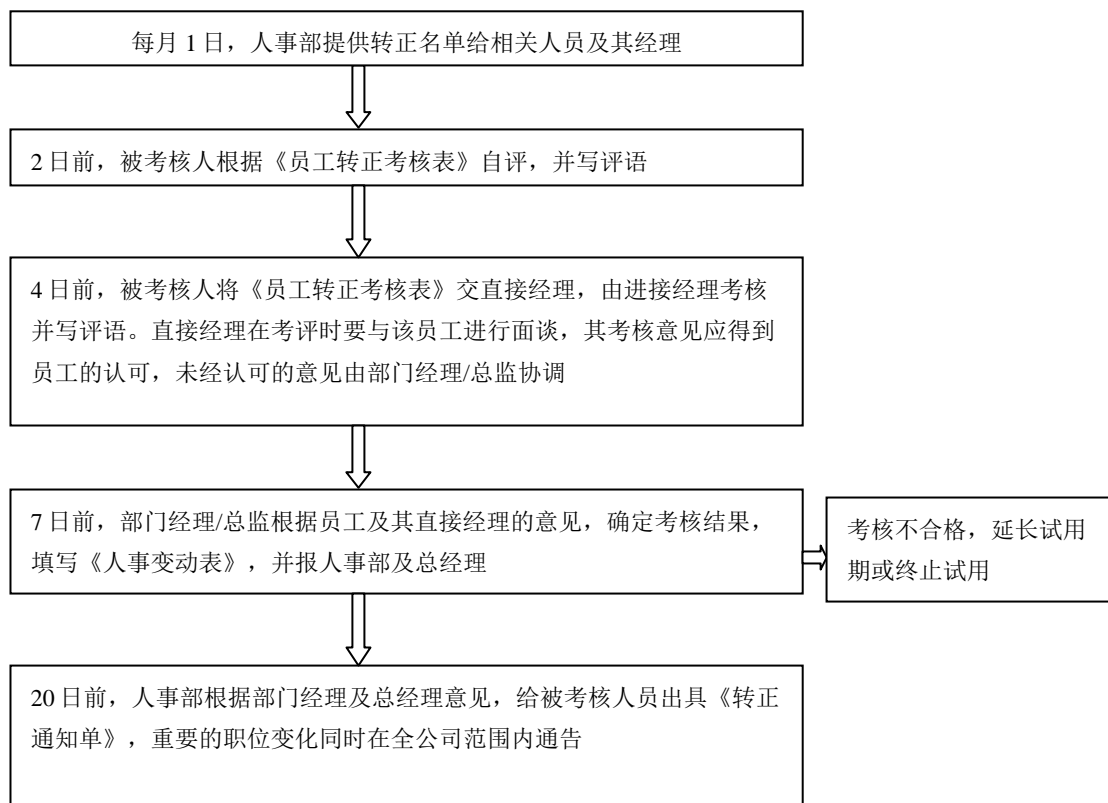 每月 1 日，人事部提供转正名单给相关人员及其经理
2 日前，被考核人根据《员工转正考核表》自评，并写评语
4 日前，被考核人将《员工转正考核表》交直接经理，由进接经理考核
并写评语。直接经理在考评时要与该员工进行面谈，其考核意见应得到
员工的认可，未经认可的意见由部门经理/总监协调
7 日前，部门经理/总监根据员工及其直接经理的意见，确定考核结果，
填写《人事变动表》，并报人事部及总经理
考核不合格，延长试用
期或终止试用
20 日前，人事部根据部门经理及总经理意见，给被考核人员出具《转正
通知单》，重要的职位变化同时在全公司范围内通告